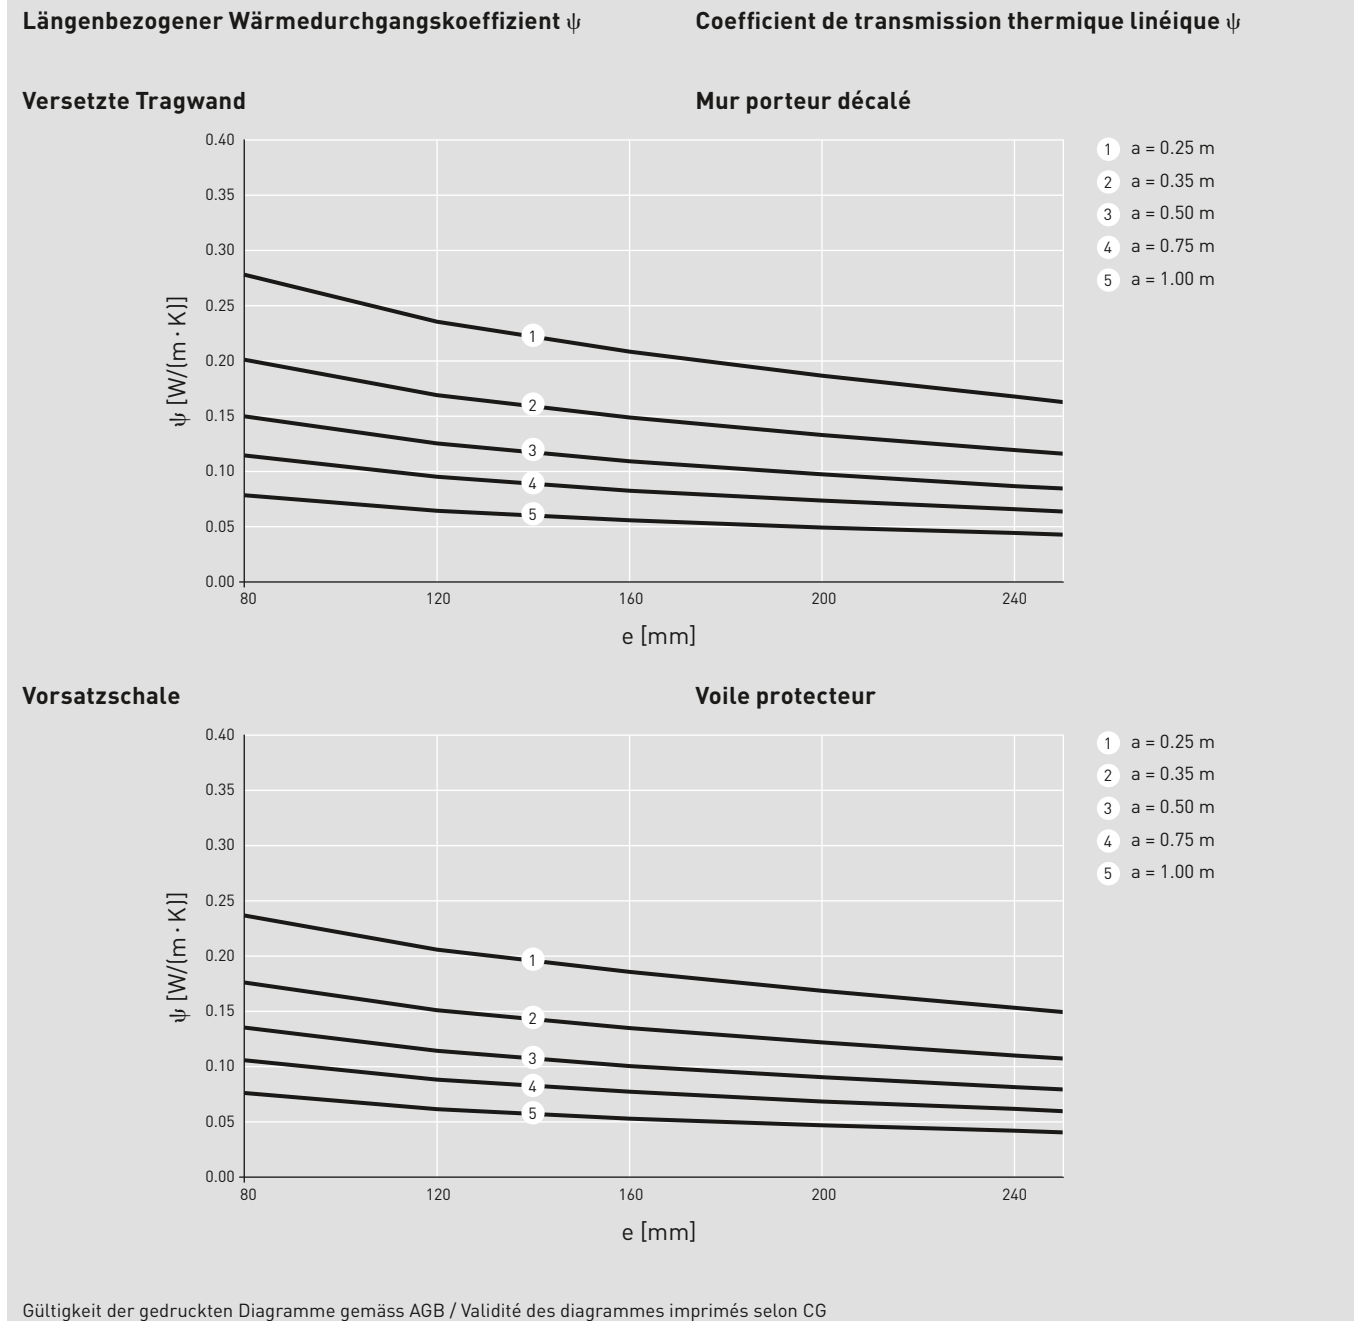 Längenbezogener Wärmedurchgangskoeffizient ψ
Coefficient de transmission thermique linéique ψ
Versetzte Tragwand
Mur porteur décalé
0.40
0.35
0.30
0.25
0.20
0.15
0.10
0.05
0.00
ψ [W/(m · K)]
1
2
3
4
5
80 120 160 200 240
e [mm]
1 a = 0.25 m
2 a = 0.35 m
3 a = 0.50 m
4 a = 0.75 m
5 a = 1.00 m
Vorsatzschale
Voile protecteur
0.40
0.35
0.30
0.25
0.20
0.15
0.10
0.05
0.00
ψ [W/(m · K)]
1
2
3
4
5
80 120 160 200 240
e [mm]
1 a = 0.25 m
2 a = 0.35 m
3 a = 0.50 m
4 a = 0.75 m
5 a = 1.00 m
Gültigkeit der gedruckten Diagramme gemäss AGB / Validité des diagrammes imprimés selon CG